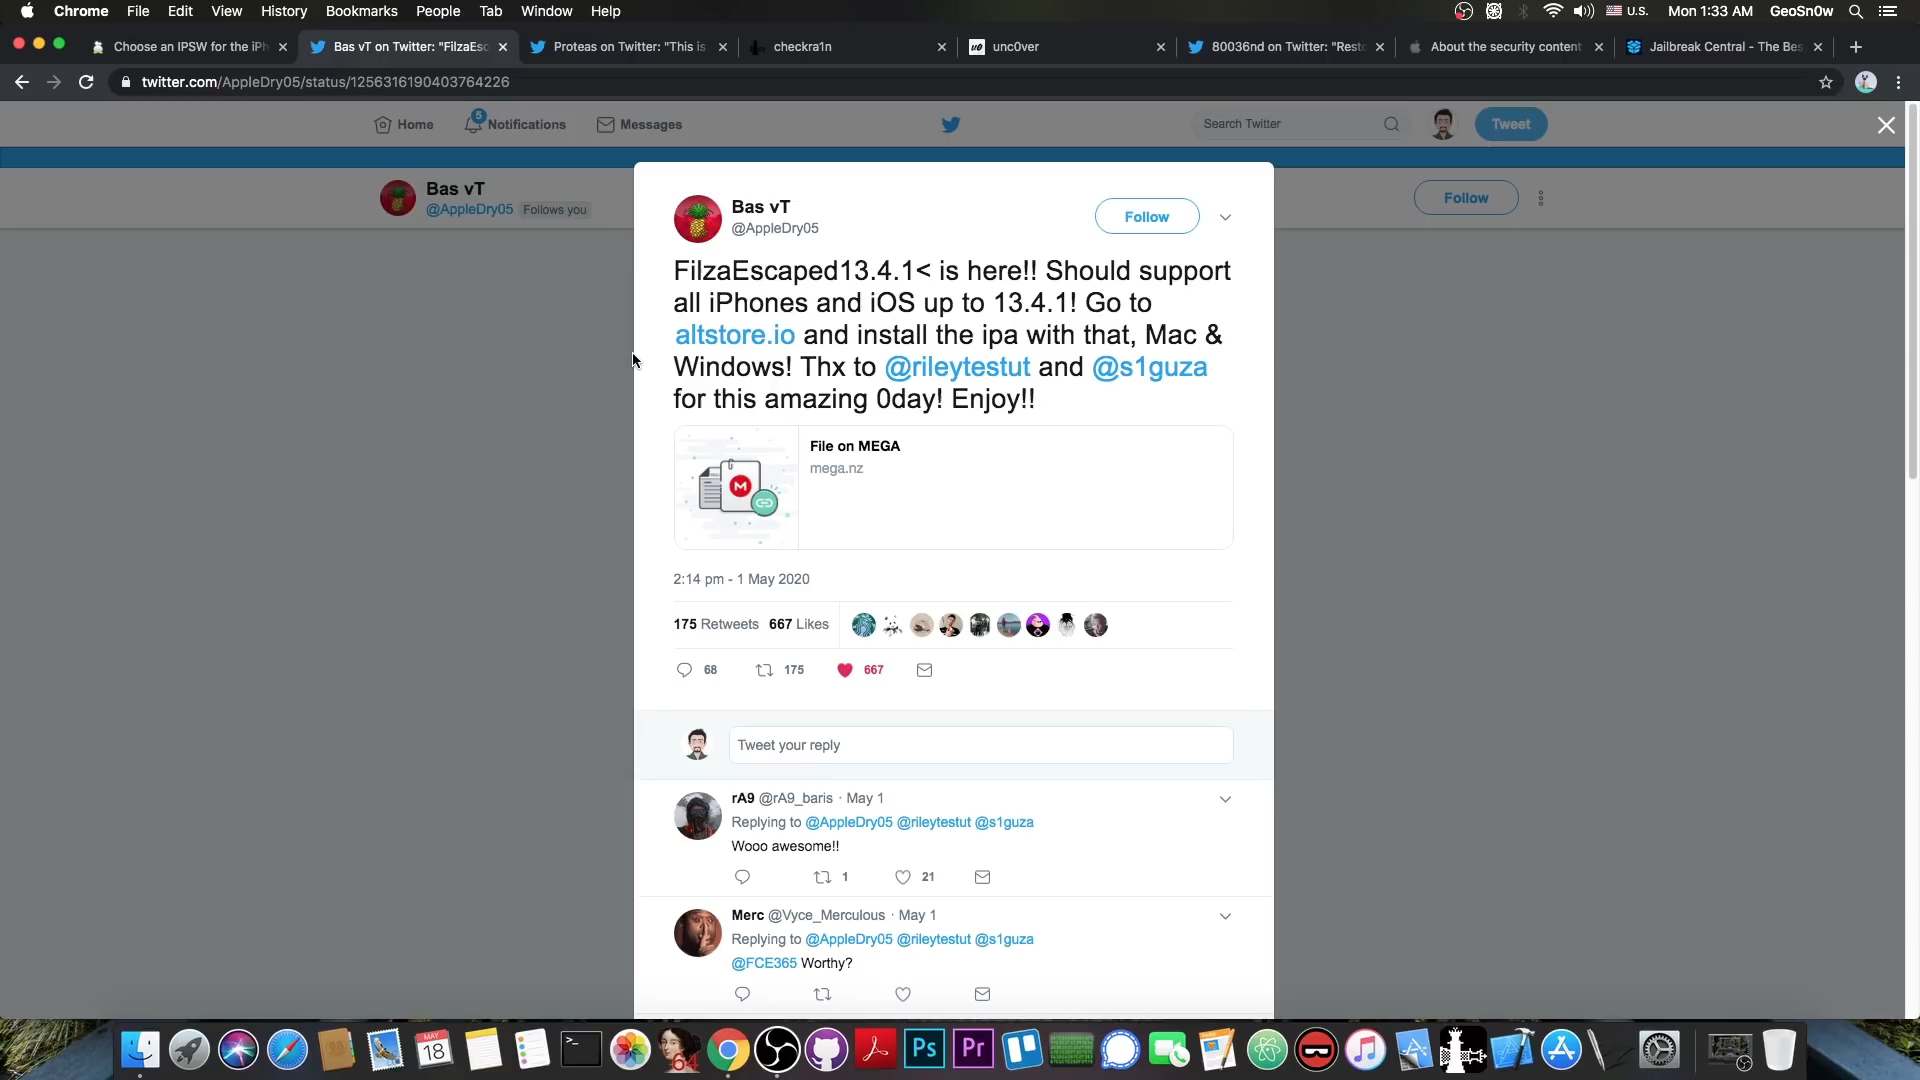 Chrome File Edit View History Bookmarks People Tab Window Help U.S. Mon 1:33 AM GeoSn0w
Choose an IPSW for the iPh Bas vT on Twitter: "FilzaEsc Proteas on Twitter: "This is checkra1n unc0ver 80036nd on Twitter: "Resto About the security content Jailbreak Central - The Bes
twitter.com/AppleDry05/status/1256316190403764226
Home 5 Notifications Messages Search Twitter Tweet
Bas vT
@AppleDry05 Follows you
Follow
Bas vT
@AppleDry05
Follow
FilzaEscaped13.4.1< is here!! Should support
all iPhones and iOS up to 13.4.1! Go to
altstore.io and install the ipa with that, Mac &
Windows! Thx to @rileytestut and @s1guza
for this amazing 0day! Enjoy!!
File on MEGA
mega.nz
M
2:14 pm - 1 May 2020
175 Retweets 667 Likes
68 175 667
Tweet your reply
rA9 @rA9_baris · May 1
Replying to @AppleDry05 @rileytestut @s1guza
Wooo awesome!!
1 21
Merc @Vyce_Merculous · May 1
Replying to @AppleDry05 @rileytestut @s1guza
@FCE365 Worthy?
MAY 18 64 Ps Pr